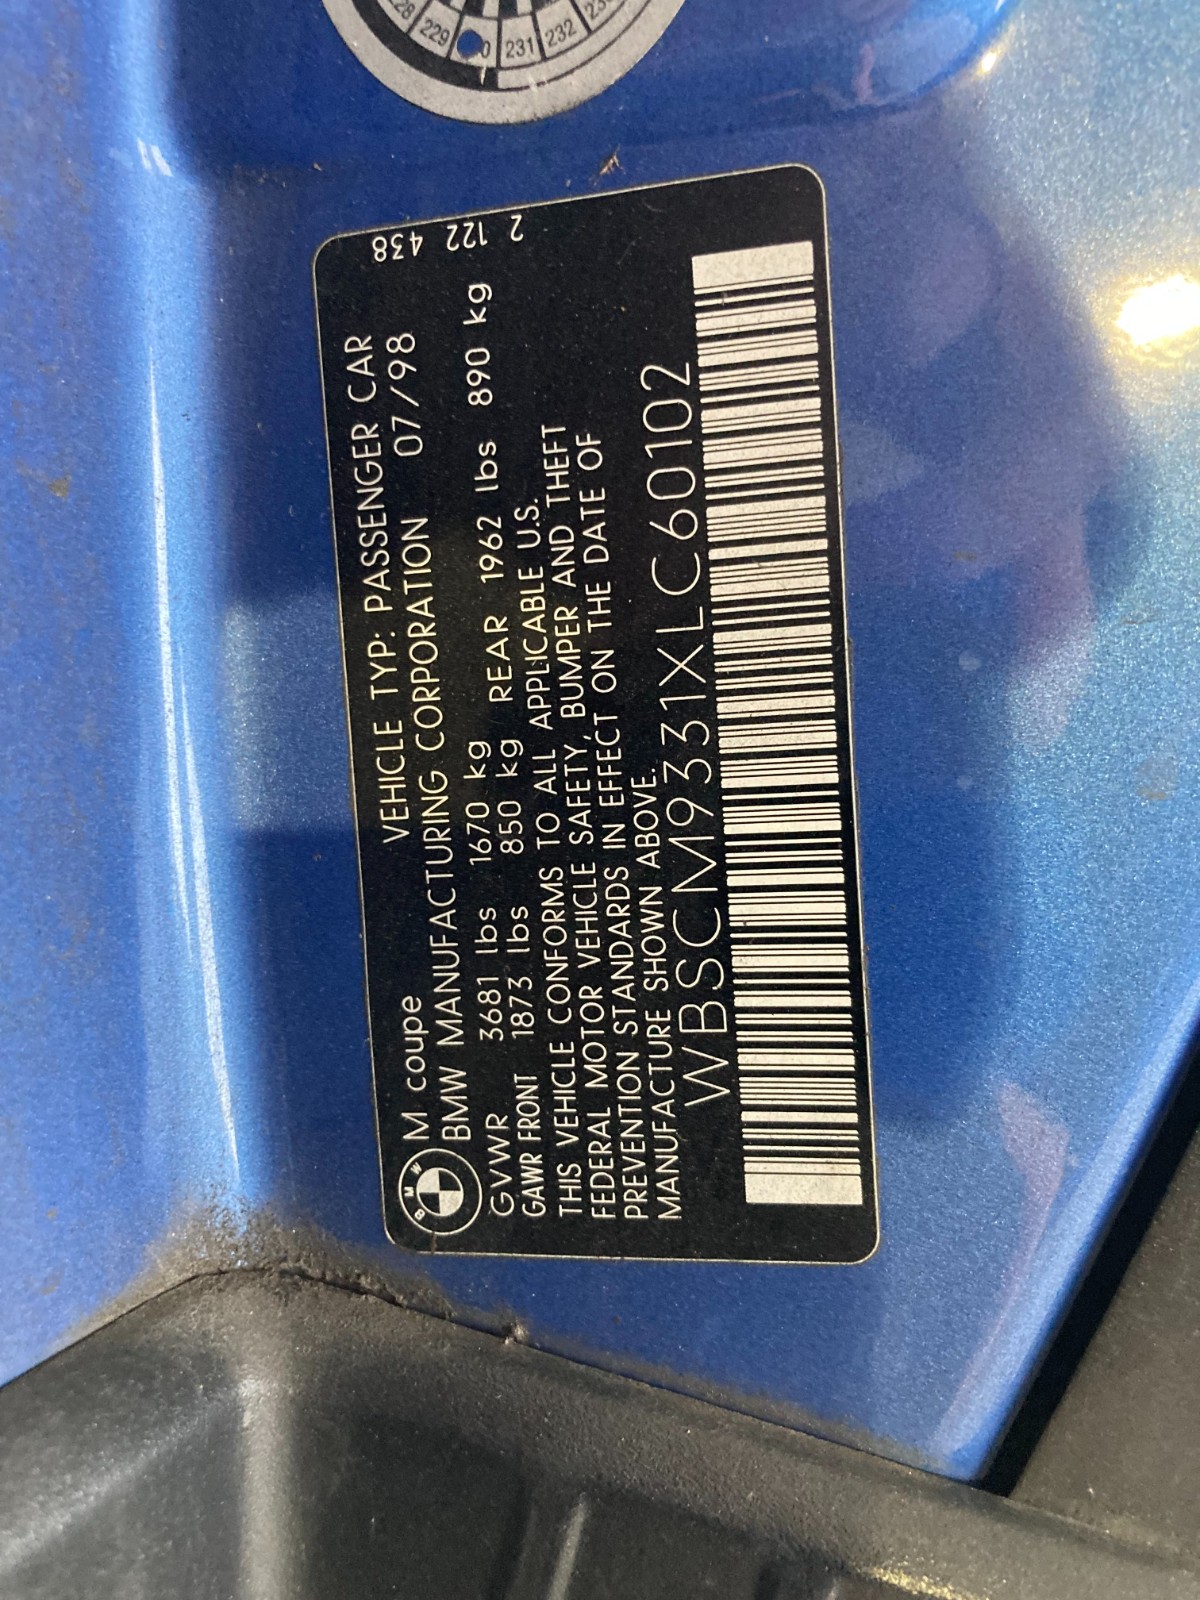 228
229
231
232
M coupe VEHICLE TYP: PASSENGER CAR
BMW MANUFACTURING CORPORATION 07/98
438
122
2
BMW
GVWR 3681 lbs 1670 kg
GAWR FRONT 1873 lbs 850 kg REAR 1962 lbs 890 kg
THIS VEHICLE CONFORMS TO ALL APPLICABLE U.S.
FEDERAL MOTOR VEHICLE SAFETY, BUMPER AND THEFT
PREVENTION STANDARDS IN EFFECT ON THE DATE OF
MANUFACTURE SHOWN ABOVE.
WBSCM9331XLC60102